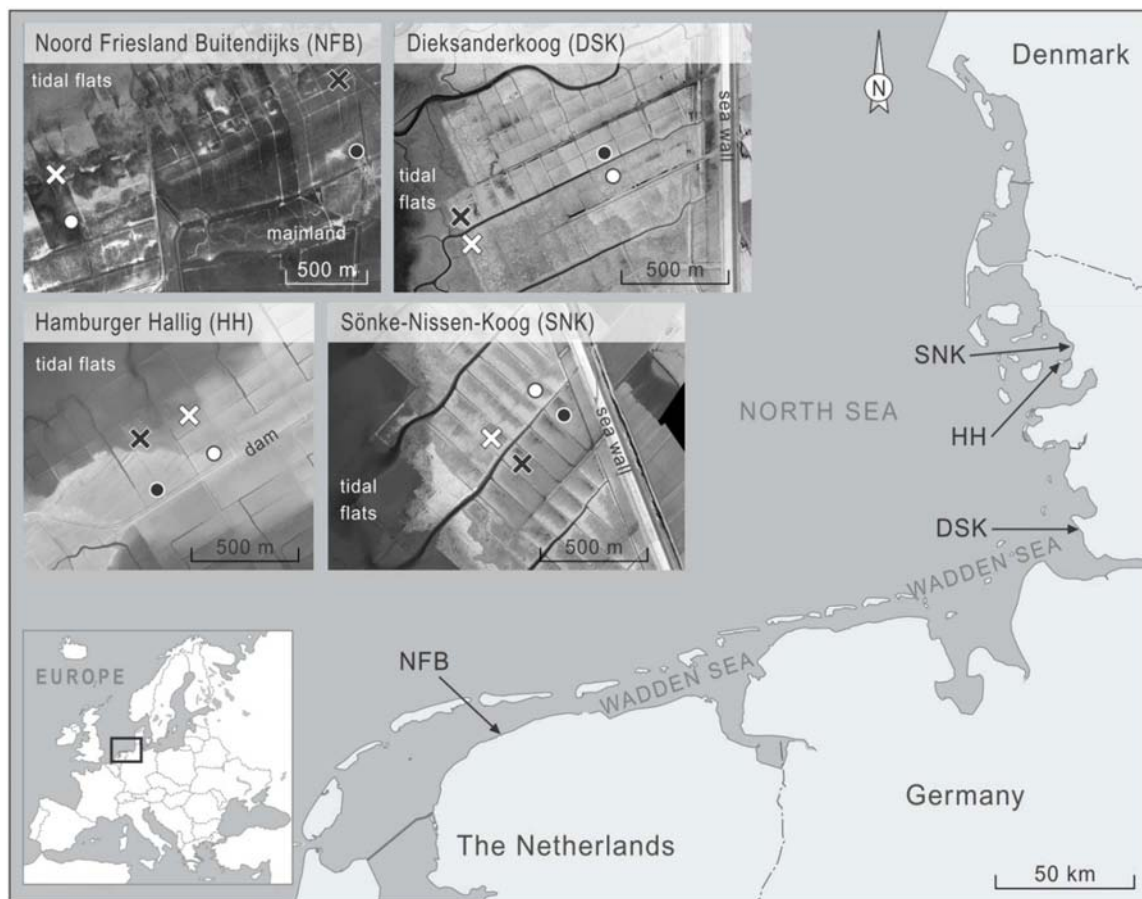 Noord Friesland Buitendijks (NFB)
tidal flats
mainland
500 m
Dieksanderkoog (DSK)
sea wall
tidal
flats
500 m
Hamburger Hallig (HH)
tidal flats
dam
500 m
Sönke-Nissen-Koog (SNK)
sea wall
tidal
flats
500 m
N
Denmark
SNK
NORTH SEA
HH
DSK
WADDEN SEA
NFB
WADDEN SEA
EUROPE
Germany
The Netherlands
50 km